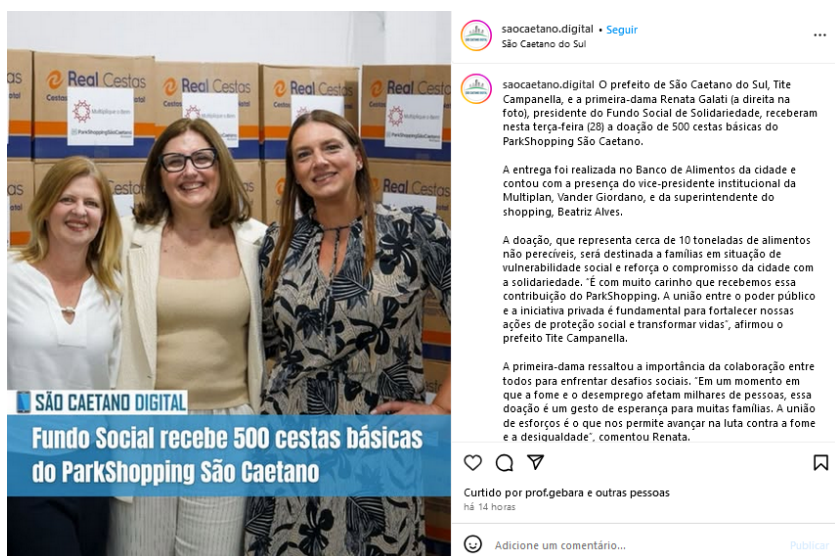 Real Cestas
Real Cestas
Real Cestas
Real Cestas
Multiplique o Bem
ParkShoppingSãoCaetano
Multiplique o Bem
ParkShoppingSãoCaetano
Real Cestas
SÃO CAETANO DIGITAL
Fundo Social recebe 500 cestas básicas
do ParkShopping São Caetano
saocaetano.digital • Seguir
São Caetano do Sul
saocaetano.digital O prefeito de São Caetano do Sul, Tite
Campanella, e a primeira-dama Renata Galati (a direita na
foto), presidente do Fundo Social de Solidariedade, receberam
nesta terça-feira (28) a doação de 500 cestas básicas do
ParkShopping São Caetano.
A entrega foi realizada no Banco de Alimentos da cidade e
contou com a presença do vice-presidente institucional da
Multiplan, Vander Giordano, e da superintendente do
shopping, Beatriz Alves.
A doação, que representa cerca de 10 toneladas de alimentos
não perecíveis, será destinada a famílias em situação de
vulnerabilidade social e reforça o compromisso da cidade com
a solidariedade. "É com muito carinho que recebemos essa
contribuição do ParkShopping. A união entre o poder público
e a iniciativa privada é fundamental para fortalecer nossas
ações de proteção social e transformar vidas", afirmou o
prefeito Tite Campanella.
A primeira-dama ressaltou a importância da colaboração entre
todos para enfrentar desafios sociais. "Em um momento em
que a fome e o desemprego afetam milhares de pessoas, essa
doação é um gesto de esperança para muitas famílias. A união
de esforços é o que nos permite avançar na luta contra a fome
e a desigualdade", comentou Renata.
Curtido por prof.gebara e outras pessoas
há 14 horas
Adicione um comentário...
Publicar